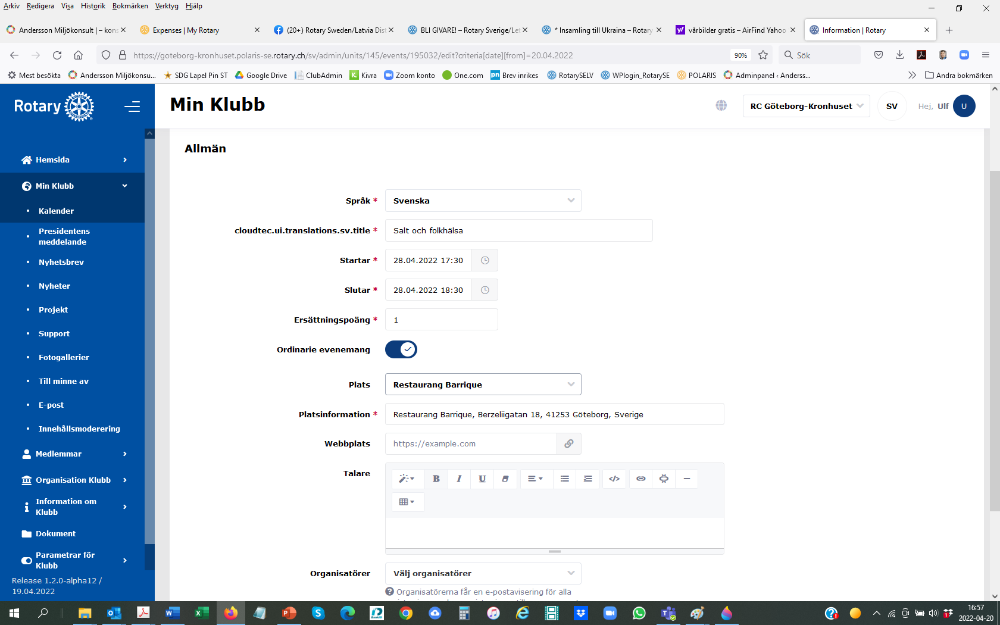 Arkiv Redigera Visa Historik Bokmärken Verktyg Hjälp
Andersson Miljökonsult | – kons
Expenses | My Rotary
(20+) Rotary Sweden/Latvia Dist
BLI GIVARE! – Rotary Sverige/Let
* Insamling till Ukraina – Rotary
vårbilder gratis – AirFind Yahoo
Information | Rotary
https://goteborg-kronhuset.polaris-se.rotary.ch/sv/admin/units/145/events/195032/edit?criteria[date][from]=20.04.2022
90%
Sök
Mest besökta
Andersson Miljökonsu...
SDG Lapel Pin ST
Google Drive
ClubAdmin
Kivra
Zoom konto
One.com
Brev inrikes
RotarySELV
WPlogin_RotarySE
POLARIS
Adminpanel ‹ Anderss...
Andra bokmärken
Rotary
Min Klubb
RC Göteborg-Kronhuset
SV
Hej, Ulf
U
Hemsida
Min Klubb
Kalender
Presidentens
meddelande
Nyhetsbrev
Nyheter
Projekt
Support
Fotogallerier
Till minne av
E-post
Innehållsmoderering
Medlemmar
Organisation Klubb
Information om
Klubb
Dokument
Parametrar för
Klubb
Release 1.2.0-alpha12 /
19.04.2022
Allmän
Språk * Svenska
cloudtec.ui.translations.sv.title * Salt och folkhälsa
Startar * 28.04.2022 17:30
Slutar * 28.04.2022 18:30
Ersättningspoäng * 1
Ordinarie evenemang
Plats Restaurang Barrique
Platsinformation * Restaurang Barrique, Berzeliigatan 18, 41253 Göteborg, Sverige
Webbplats https://example.com
Talare
B I U
Organisatörer Välj organisatörer
Organisatörerna får en e-postavisering för alla
16:57
2022-04-20